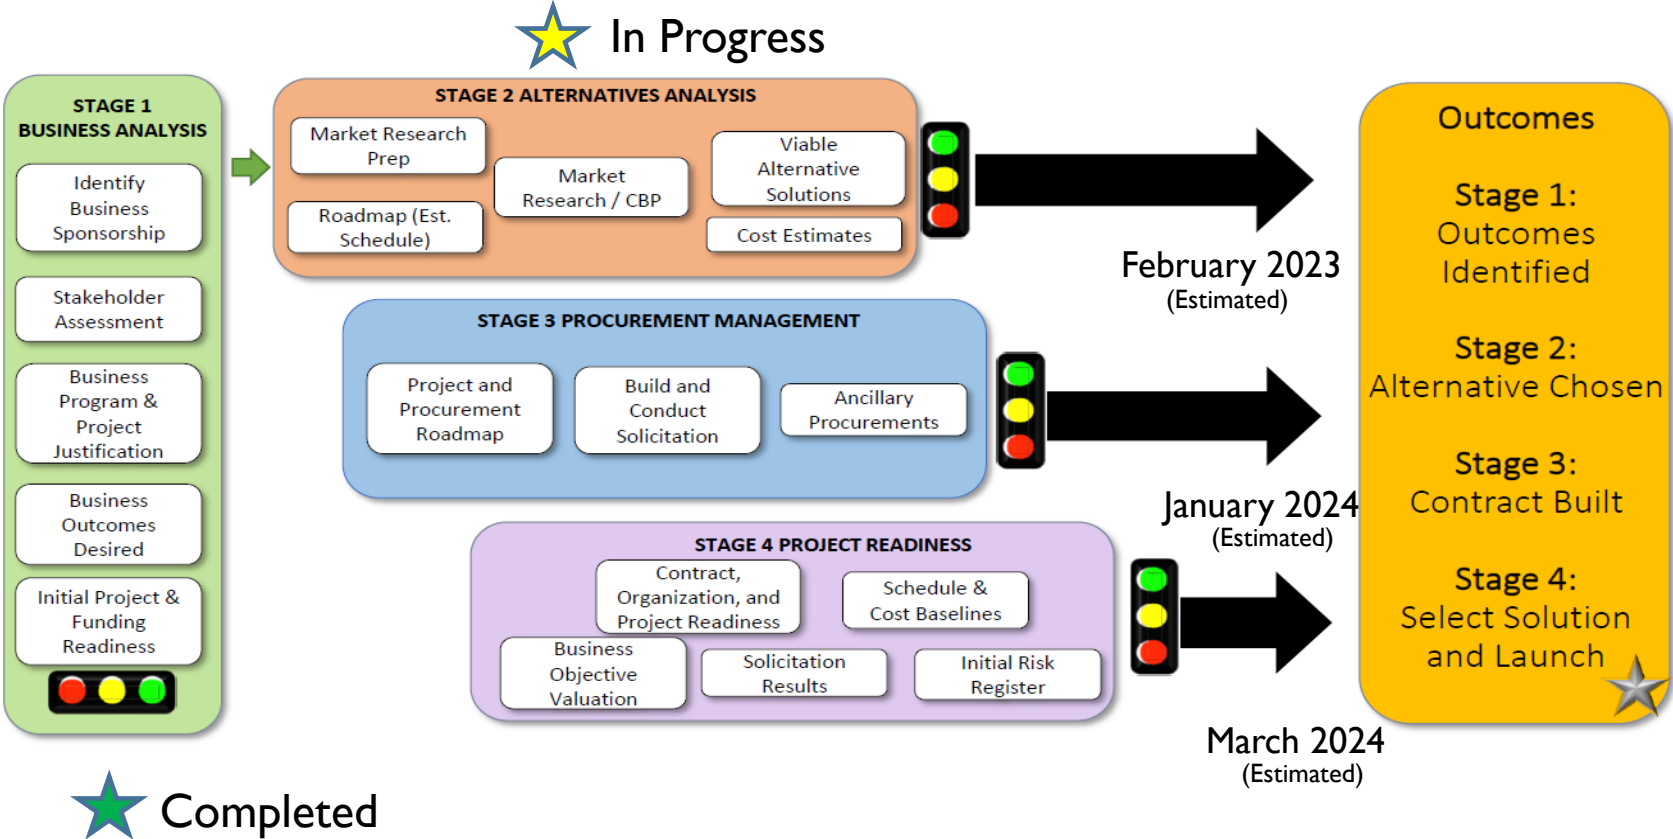 In Progress
STAGE 1
BUSINESS ANALYSIS
Identify
Business
Sponsorship
Stakeholder
Assessment
Business
Program &
Project
Justification
Business
Outcomes
Desired
Initial Project &
Funding
Readiness
Completed
STAGE 2 ALTERNATIVES ANALYSIS
Market Research
Prep
Roadmap (Est.
Schedule)
Market
Research / CBP
Viable
Alternative
Solutions
Cost Estimates
February 2023
(Estimated)
STAGE 3 PROCUREMENT MANAGEMENT
Project and
Procurement
Roadmap
Build and
Conduct
Solicitation
Ancillary
Procurements
January 2024
(Estimated)
STAGE 4 PROJECT READINESS
Contract,
Organization, and
Project Readiness
Schedule &
Cost Baselines
Business
Objective
Valuation
Solicitation
Results
Initial Risk
Register
March 2024
(Estimated)
Outcomes
Stage 1:
Outcomes
Identified
Stage 2:
Alternative Chosen
Stage 3:
Contract Built
Stage 4:
Select Solution
and Launch